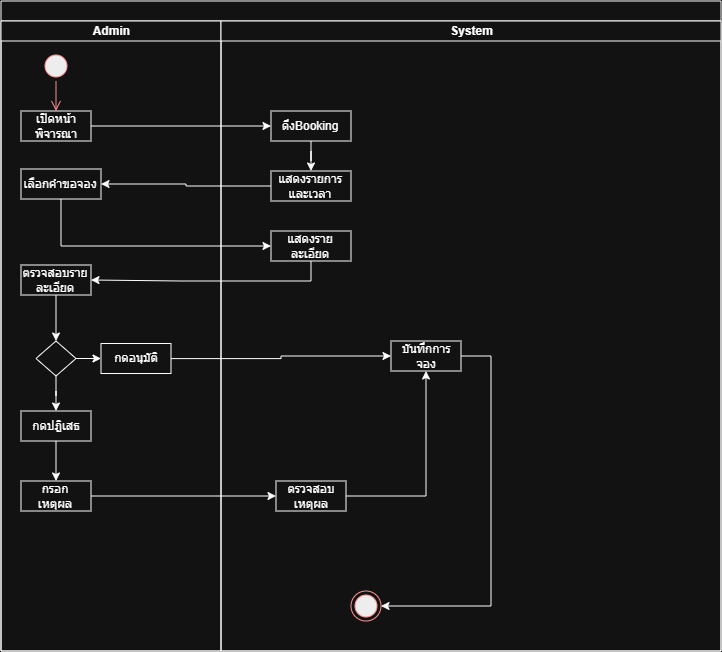 Admin
System
เปิดหน้า
พิจารณา
ดึงBooking
แสดงรายการ
และเวลา
เลือกคำขอจอง
แสดงราย
ละเอียด
ตรวจสอบราย
ละเอียด
กดอนุมัติ
บันทึกการ
จอง
กดปฏิเสธ
กรอก
เหตุผล
ตรวจสอบ
เหตุผล